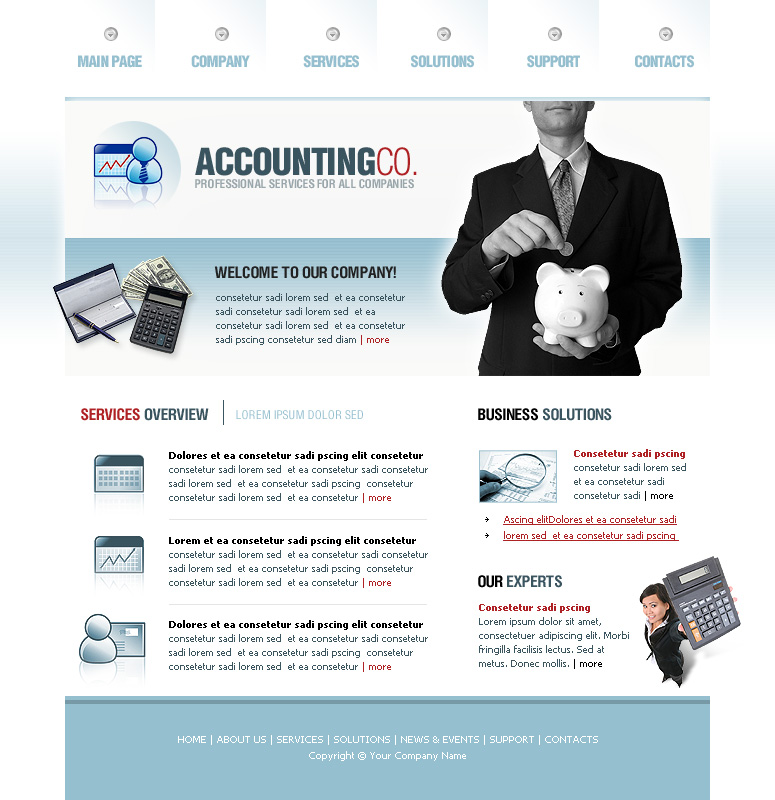 MAIN PAGE COMPANY SERVICES SOLUTIONS SUPPORT CONTACTS
ACCOUNTINGCO.
PROFESSIONAL SERVICES FOR ALL COMPANIES
WELCOME TO OUR COMPANY!
consetetur sadi lorem sed et ea consetetur
sadi consetetur sadi lorem sed et ea
consetetur sadi lorem sed et ea consetetur
sadi pscing consetetur sed diam | more
SERVICES OVERVIEW
LOREM IPSUM DOLOR SED
Dolores et ea consetetur sadi pscing elit consetetur
consetetur sadi lorem sed et ea consetetur sadi consetetur
sadi lorem sed et ea consetetur sadi pscing consetetur
consetetur sadi lorem sed et ea consetetur | more
Lorem et ea consetetur sadi pscing elit consetetur
consetetur sadi lorem sed et ea consetetur sadi consetetur
sadi lorem sed et ea consetetur sadi pscing consetetur
consetetur sadi lorem sed et ea consetetur | more
Dolores et ea consetetur sadi pscing elit consetetur
consetetur sadi lorem sed et ea consetetur sadi consetetur
sadi lorem sed et ea consetetur sadi pscing consetetur
consetetur sadi lorem sed et ea consetetur | more
BUSINESS SOLUTIONS
Consetetur sadi pscing
consetetur sadi lorem sed
et ea consetetur sadi
consetetur sadi | more
Ascing elitDolores et ea consetetur sadi
lorem sed et ea consetetur sadi pscing
OUR EXPERTS
Consetetur sadi pscing
Lorem ipsum dolor sit amet,
consectetuer adipiscing elit. Morbi
fringilla facilisis lectus. Sed at
metus. Donec mollis. | more
HOME | ABOUT US | SERVICES | SOLUTIONS | NEWS & EVENTS | SUPPORT | CONTACTS
Copyright © Your Company Name